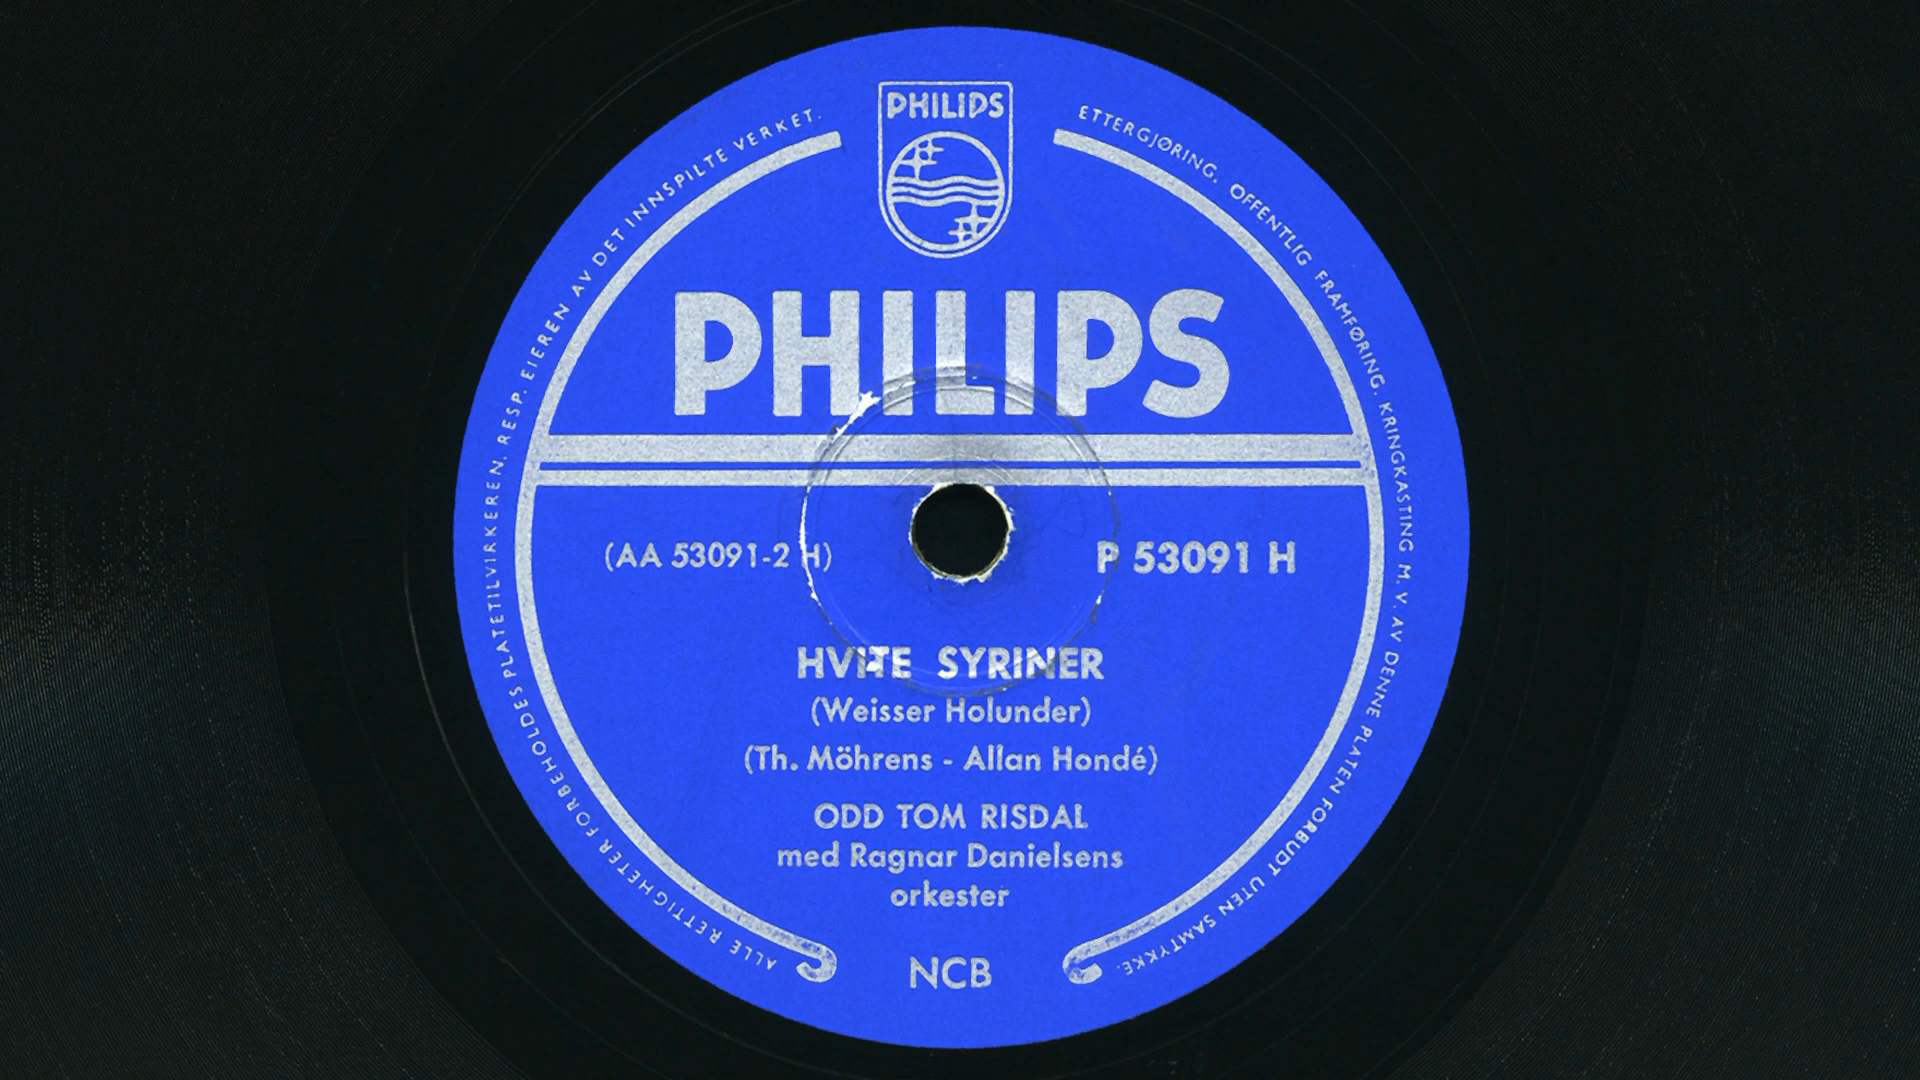 PHILIPS
ALLE RETTIGHETER FORBEHOLDES PLATETILVIRKEREN. RESP. EIEREN AV DET INNSPILTE VERKET.
ETTERGJØRING. OFFENTLIG FRAMFØRING. KRINGKASTING M. V. AV DENNE PLATEN FORBUDT UTEN SAMTYKKE.
PHILIPS
(AA 53091-2 H)
P 53091 H
HVITE SYRINER
(Weisser Holunder)
(Th. Möhrens - Allan Hondé)
ODD TOM RISDAL
med Ragnar Danielsens
orkester
NCB